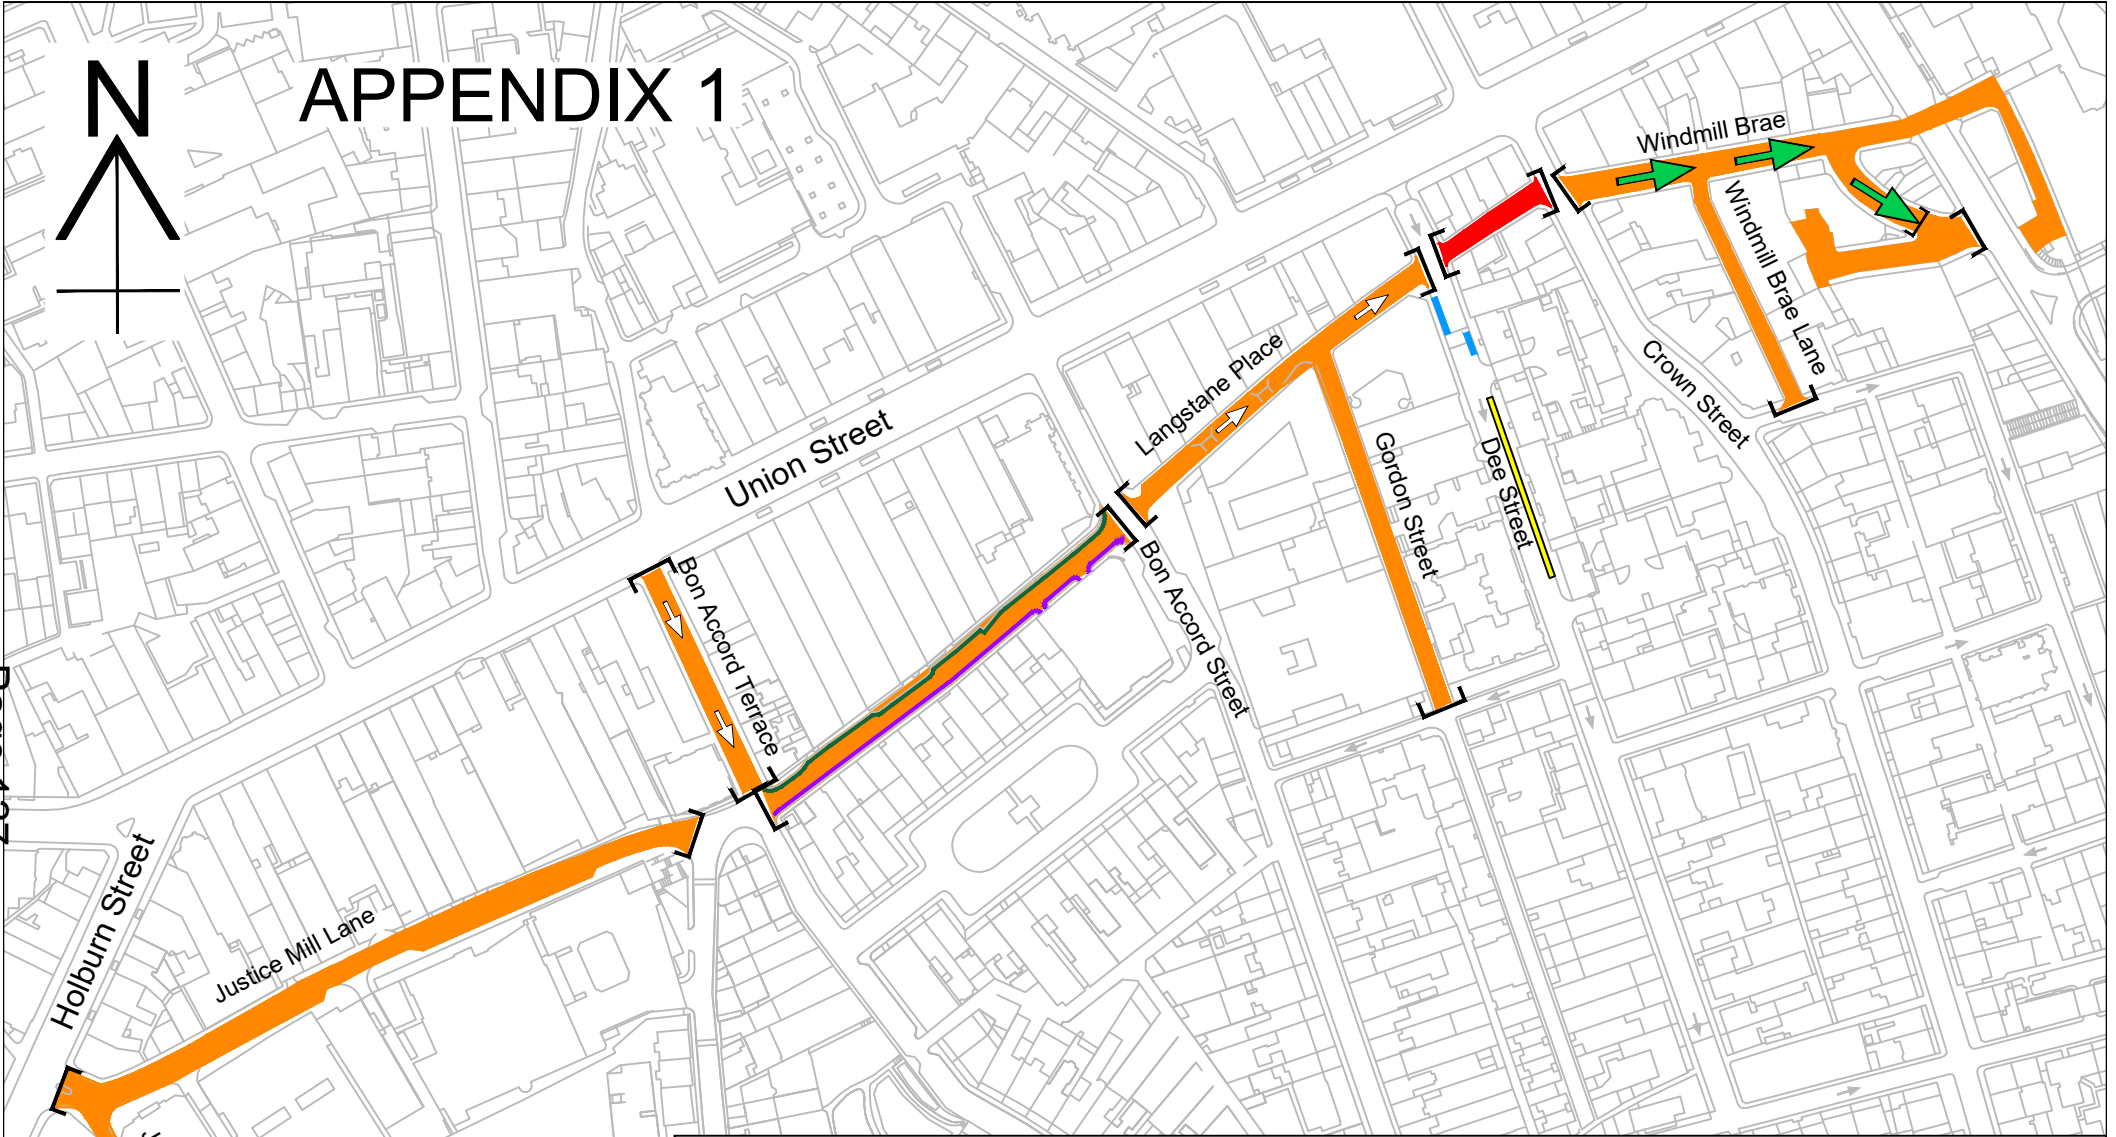 N
APPENDIX 1
Windmill Brae
Windmill Brae Lane
Crown Street
Langstane Place
Union Street
Gordon Street
Dee Street
Bon Accord Street
Bon Accord Terrace
Justice Mill Lane
Holburn Street